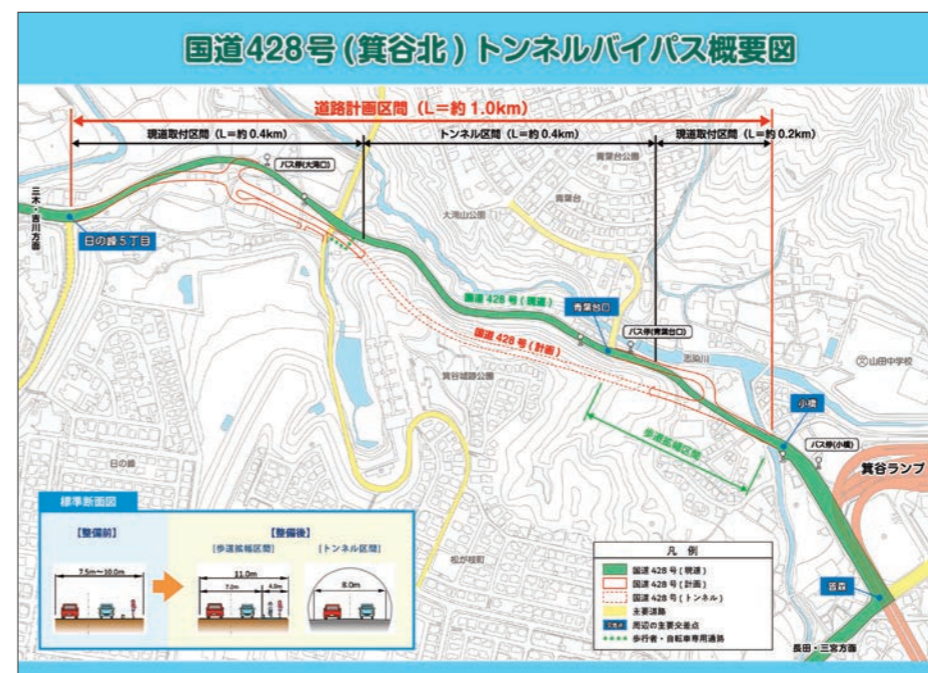 国道428号(箕谷北)トンネルバイパス概要図
道路計画区間(L=約1.0km)
現道取付区間(L=約0.4km)
トンネル区間(L=約0.4km)
現道取付区間(L=約0.2km)
バス停(大滝口)
三木・吉川方面
日の峰5丁目
青葉台公園
大滝山公園
青葉台
国道428号(現道)
国道428号(計画)
青葉台口
バス停(青葉台口)
志染川
山田中学校
箕谷城跡公園
小橋
歩道拡幅区間
バス停(小橋)
箕谷ランプ
日の峰
松が枝町
皆森
長田・三宮方面
標準断面図
【整備前】
【整備後】
[歩道拡幅区間]
[トンネル区間]
7.5m~10.0m
11.0m
7.0m
4.0m
8.0m
凡例
国道428号(現道)
国道428号(計画)
国道428号(トンネル)
主要道路
周辺の主要交差点
歩行者・自転車専用通路